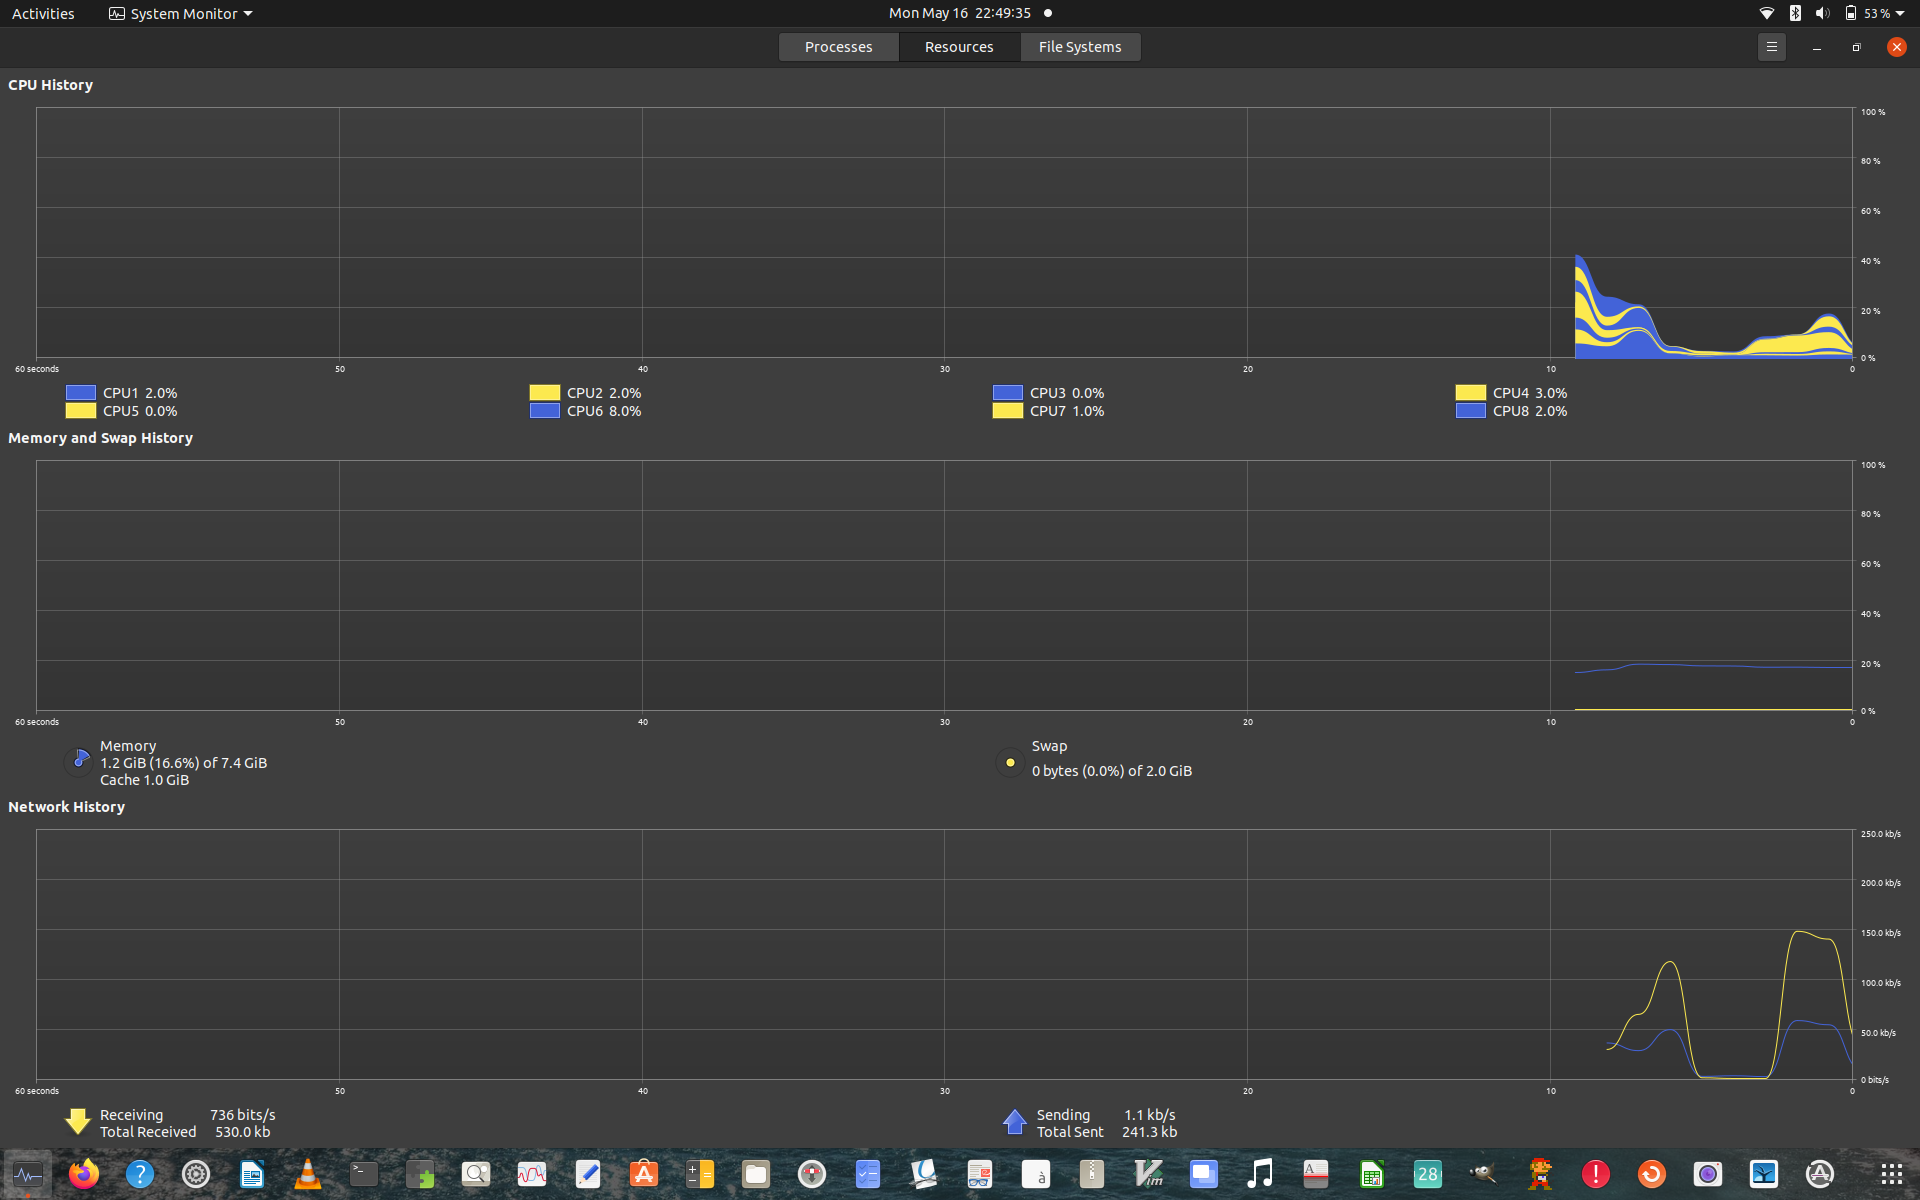 Activities System Monitor Mon May 16 22:49:35 53 %
Processes Resources File Systems
CPU History
100 %
80 %
60 %
40 %
20 %
0 %
60 seconds 50 40 30 20 10 0
CPU1 2.0% CPU2 2.0% CPU3 0.0% CPU4 3.0%
CPU5 0.0% CPU6 8.0% CPU7 1.0% CPU8 2.0%
Memory and Swap History
100 %
80 %
60 %
40 %
20 %
0 %
60 seconds 50 40 30 20 10 0
Memory
1.2 GiB (16.6%) of 7.4 GiB
Cache 1.0 GiB
Swap
0 bytes (0.0%) of 2.0 GiB
Network History
250.0 kb/s
200.0 kb/s
150.0 kb/s
100.0 kb/s
50.0 kb/s
0 bits/s
60 seconds 50 40 30 20 10 0
Receiving 736 bits/s
Total Received 530.0 kb
Sending 1.1 kb/s
Total Sent 241.3 kb
? >_ à Vim A 28 !